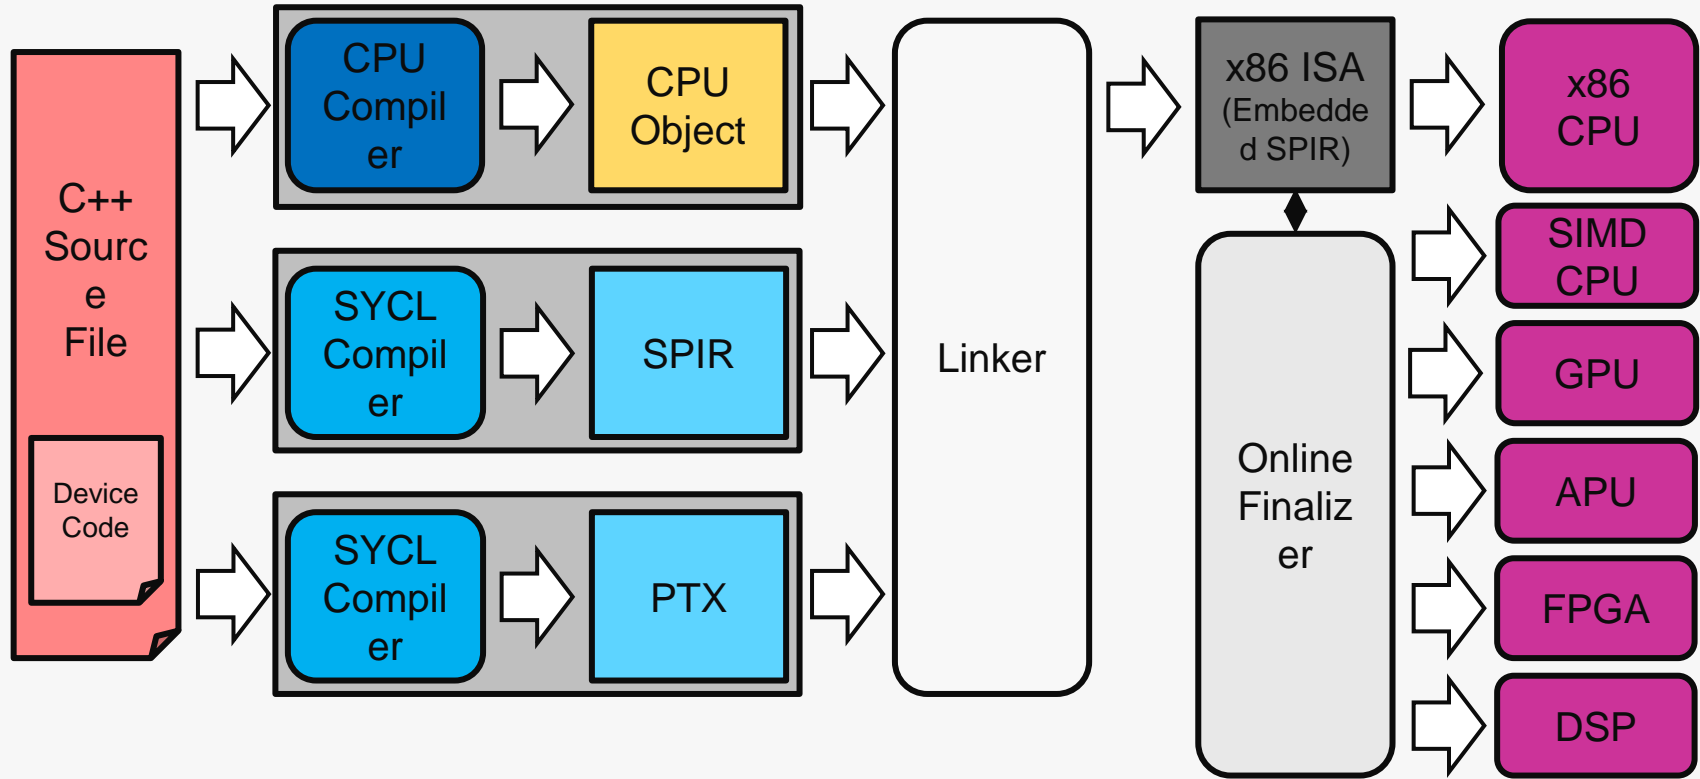 C++
Sourc
e
File
Device
Code
CPU
Compil
er
CPU
Object
SYCL
Compil
er
SPIR
SYCL
Compil
er
PTX
Linker
x86 ISA
(Embedde
d SPIR)
Online
Finaliz
er
x86
CPU
SIMD
CPU
GPU
APU
FPGA
DSP